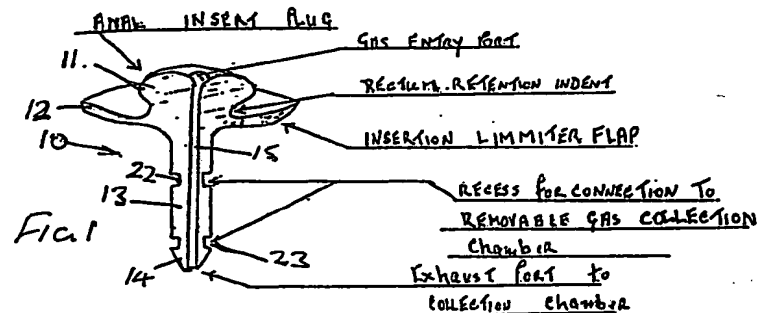 ANAL INSERT PLUG
GAS ENTRY PORT
11.
RECTUM.RETENTION INDENT
12
10
INSERTION LIMMITER FLAP
15
22
13
RECESS FOR CONNECTION TO
REMOVABLE GAS COLLECTION
Chamber
Fig 1
23
14
Exhaust Port to
COLLECTION Chamber